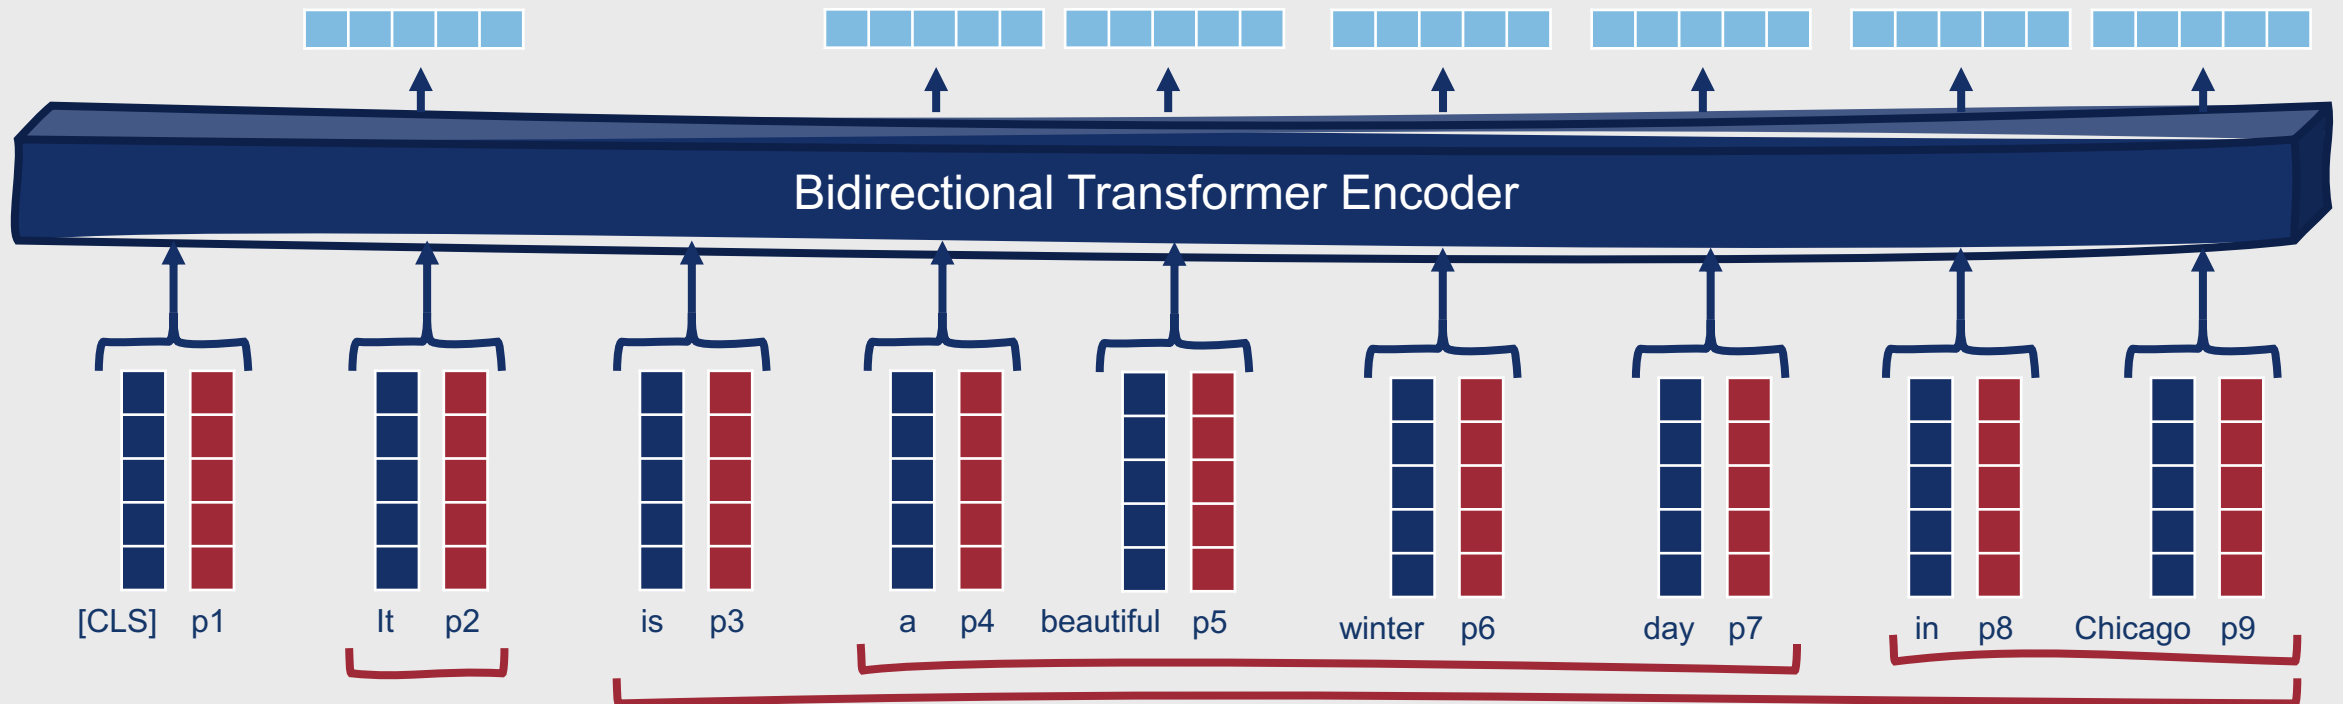 Bidirectional Transformer Encoder
[CLS] p1 It p2 is p3 a p4 beautiful p5 winter p6 day p7 in p8 Chicago p9